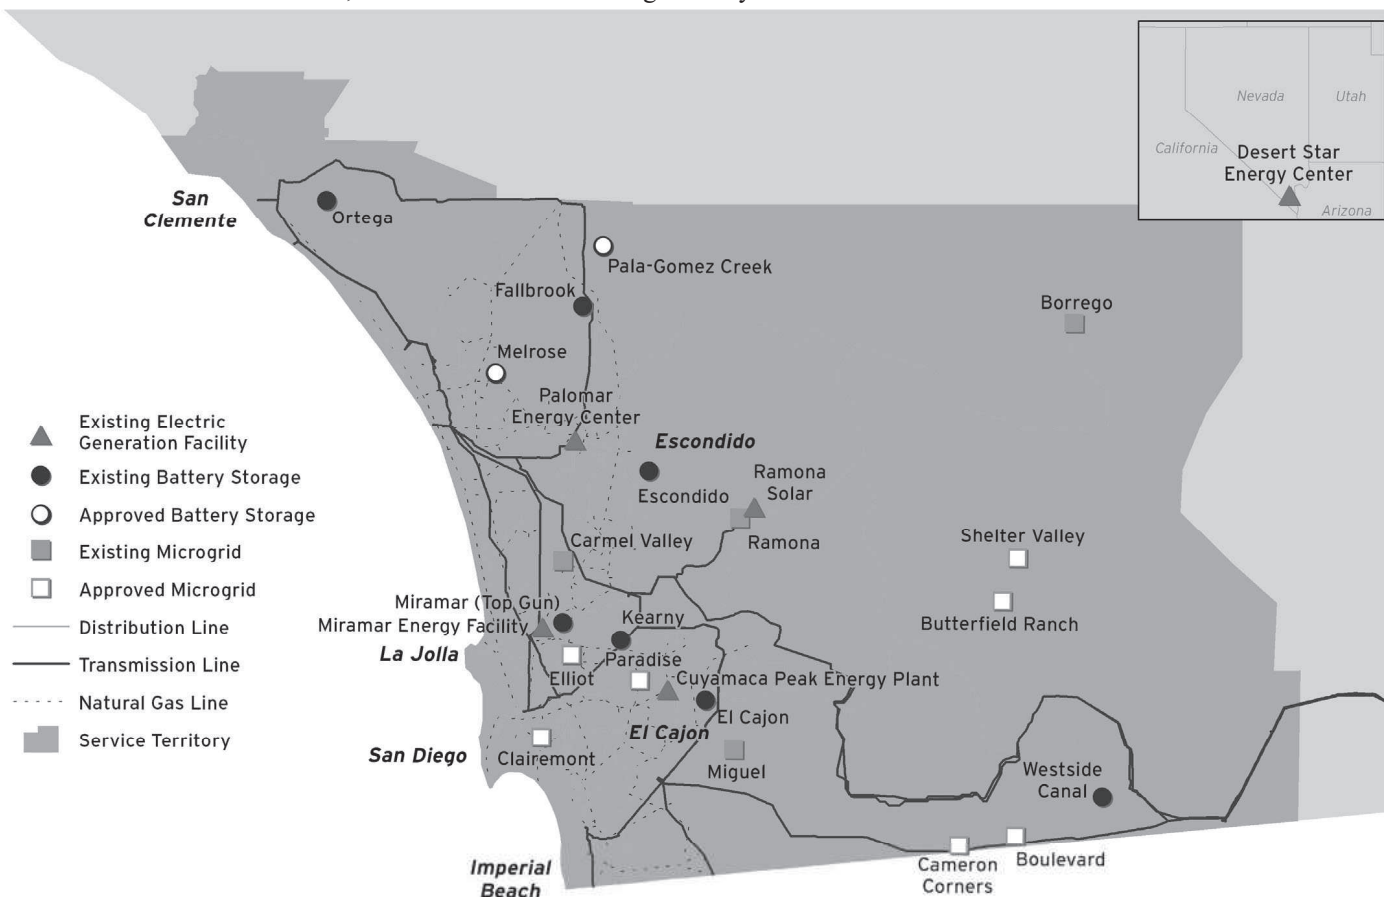 Nevada
Utah
California
Desert Star
Energy Center
Arizona
San
Clemente
Ortega
Pala-Gomez Creek
Fallbrook
Borrego
Melrose
Palomar
Energy Center
Existing Electric
Generation Facility
Existing Battery Storage
Approved Battery Storage
Existing Microgrid
Approved Microgrid
Distribution Line
Transmission Line
Natural Gas Line
Service Territory
Escondido
Escondido
Ramona
Solar
Ramona
Carmel Valley
Shelter Valley
Butterfield Ranch
Miramar (Top Gun)
Miramar Energy Facility
Kearny
La Jolla
Elliot
Paradise
Cuyamaca Peak Energy Plant
El Cajon
El Cajon
San Diego
Clairemont
Miguel
Westside
Canal
Cameron
Corners
Boulevard
Imperial
Beach